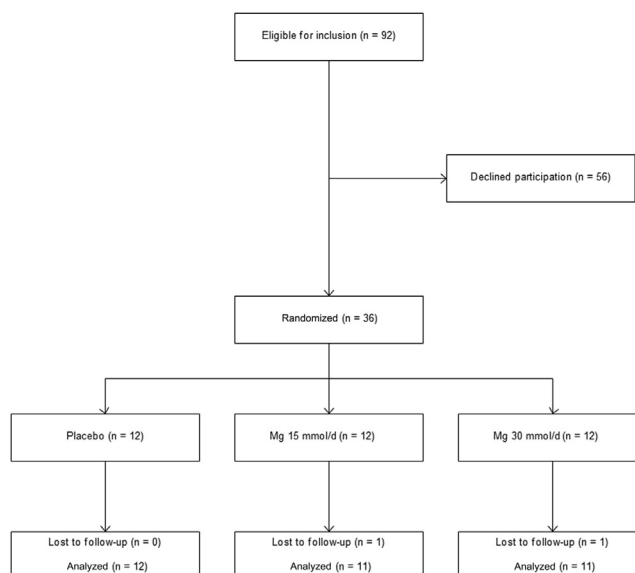 Eligible for inclusion (n = 92)
Declined participation (n = 56)
Randomized (n = 36)
Placebo (n = 12)
Mg 15 mmol/d (n = 12)
Mg 30 mmol/d (n = 12)
Lost to follow-up (n = 0)
Analyzed (n = 12)
Lost to follow-up (n = 1)
Analyzed (n = 11)
Lost to follow-up (n = 1)
Analyzed (n = 11)